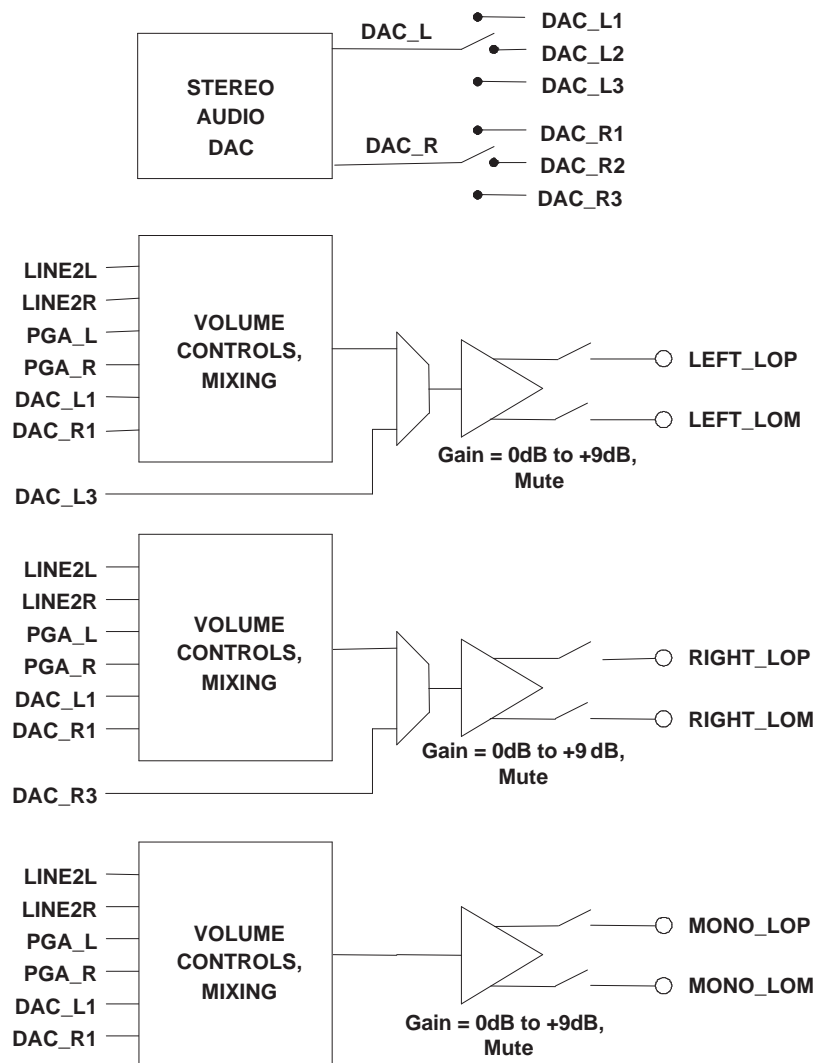 DAC_L1
DAC_L
DAC_L2
STEREO
AUDIO
DAC
DAC_L3
DAC_R1
DAC_R
DAC_R2
DAC_R3
LINE2L
LINE2R
PGA_L
PGA_R
DAC_L1
DAC_R1
VOLUME
CONTROLS,
MIXING
LEFT_LOP
LEFT_LOM
Gain = 0dB to +9dB,
Mute
DAC_L3
LINE2L
LINE2R
PGA_L
PGA_R
DAC_L1
DAC_R1
VOLUME
CONTROLS,
MIXING
RIGHT_LOP
RIGHT_LOM
Gain = 0dB to +9 dB,
Mute
DAC_R3
LINE2L
LINE2R
PGA_L
PGA_R
DAC_L1
DAC_R1
VOLUME
CONTROLS,
MIXING
MONO_LOP
MONO_LOM
Gain = 0dB to +9dB,
Mute